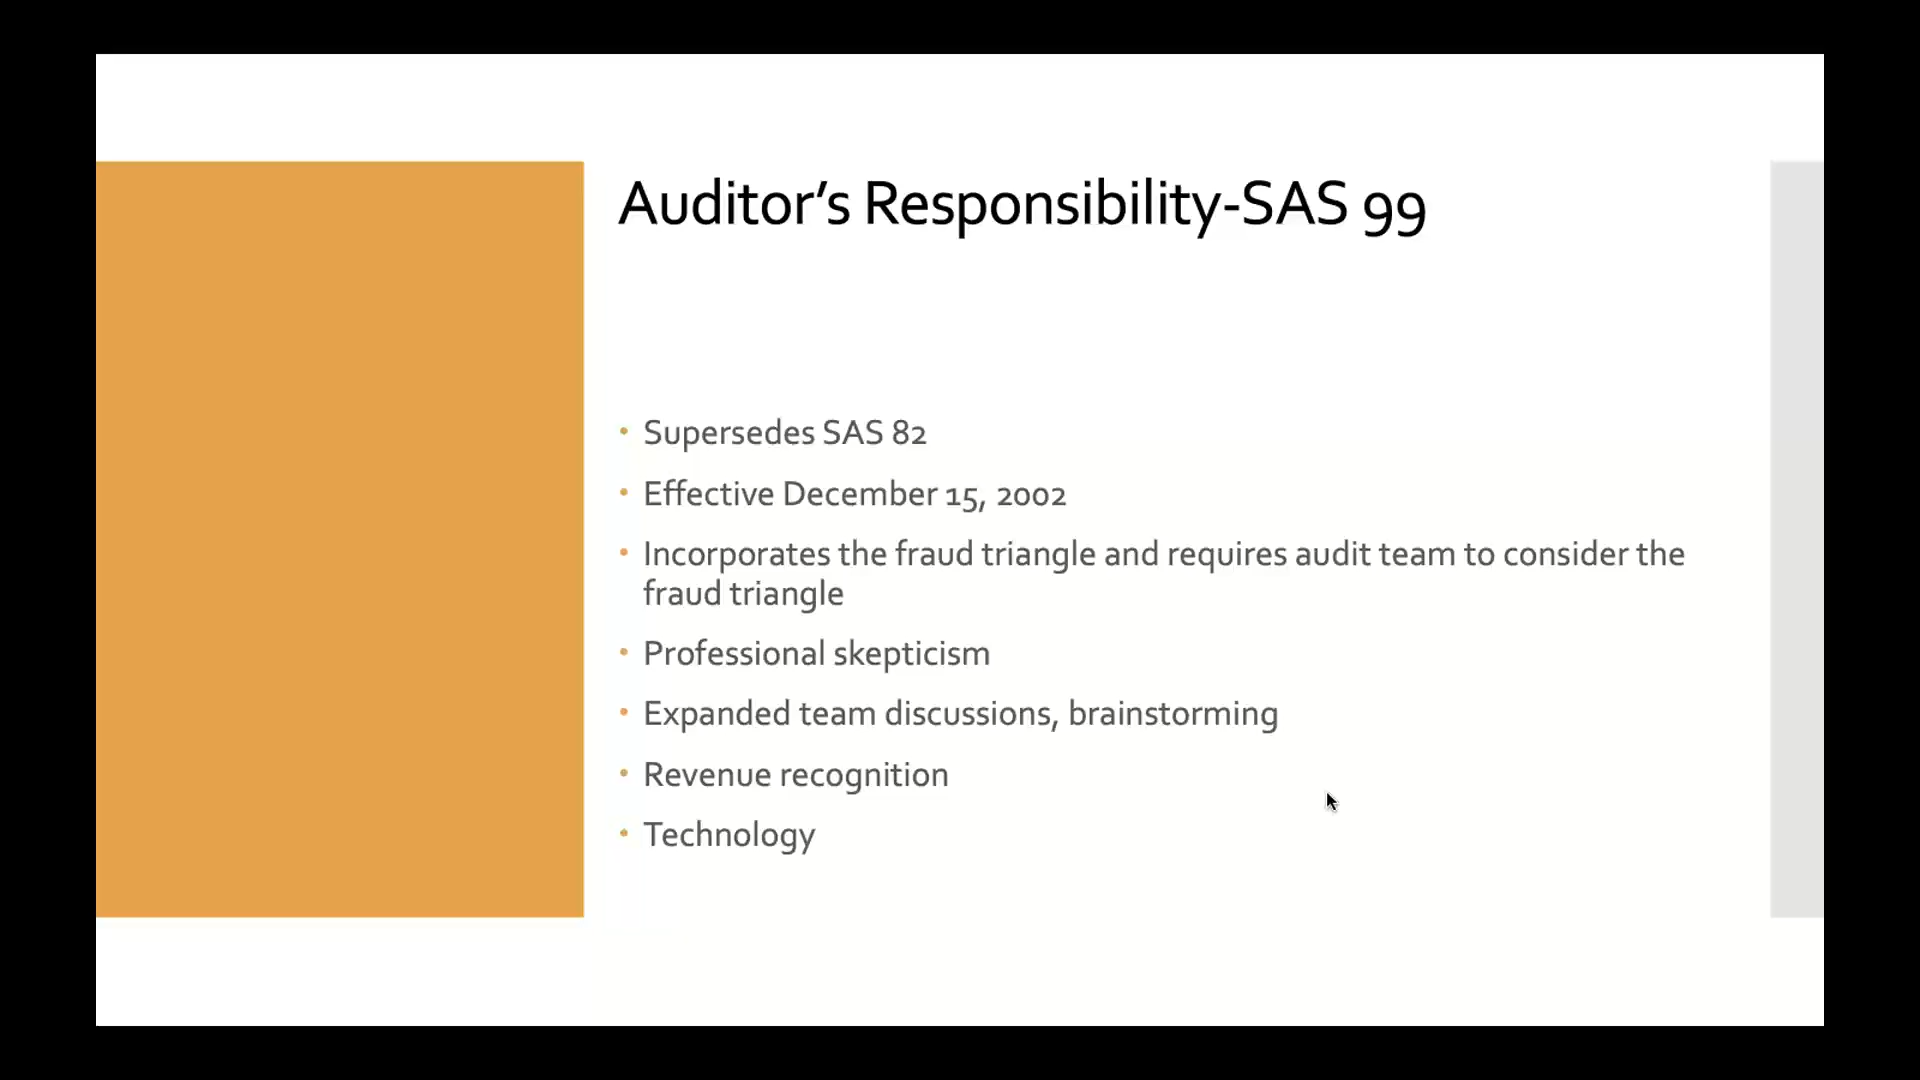 Auditor’s Responsibility-SAS 99
• Supersedes SAS 82
• Effective December 15, 2002
• Incorporates the fraud triangle and requires audit team to consider the
fraud triangle
• Professional skepticism
• Expanded team discussions, brainstorming
• Revenue recognition
• Technology